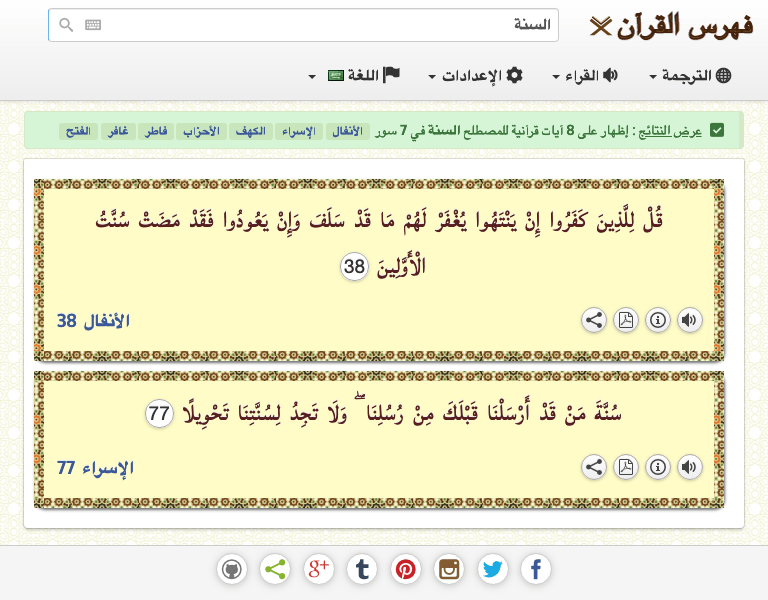 فهرس القرآن
السنة
الترجمة القراء الإعدادات اللغة
عرض النتائج : إظهار على 8 آيات قرآنية للمصطلح السنة في 7 سور الأنفال الإسراء الكهف الأحزاب فاطر غافر الفتح
قُلْ لِلَّذِينَ كَفَرُوا إِنْ يَنْتَهُوا يُغْفَرْ لَهُمْ مَا قَدْ سَلَفَ وَإِنْ يَعُودُوا فَقَدْ مَضَتْ سُنَّتُ
الْأَوَّلِينَ 38
الأنفال 38
سُنَّةَ مَنْ قَدْ أَرْسَلْنَا قَبْلَكَ مِنْ رُسُلِنَا ۖ وَلَا تَجِدُ لِسُنَّتِنَا تَحْوِيلًا 77
الإسراء 77